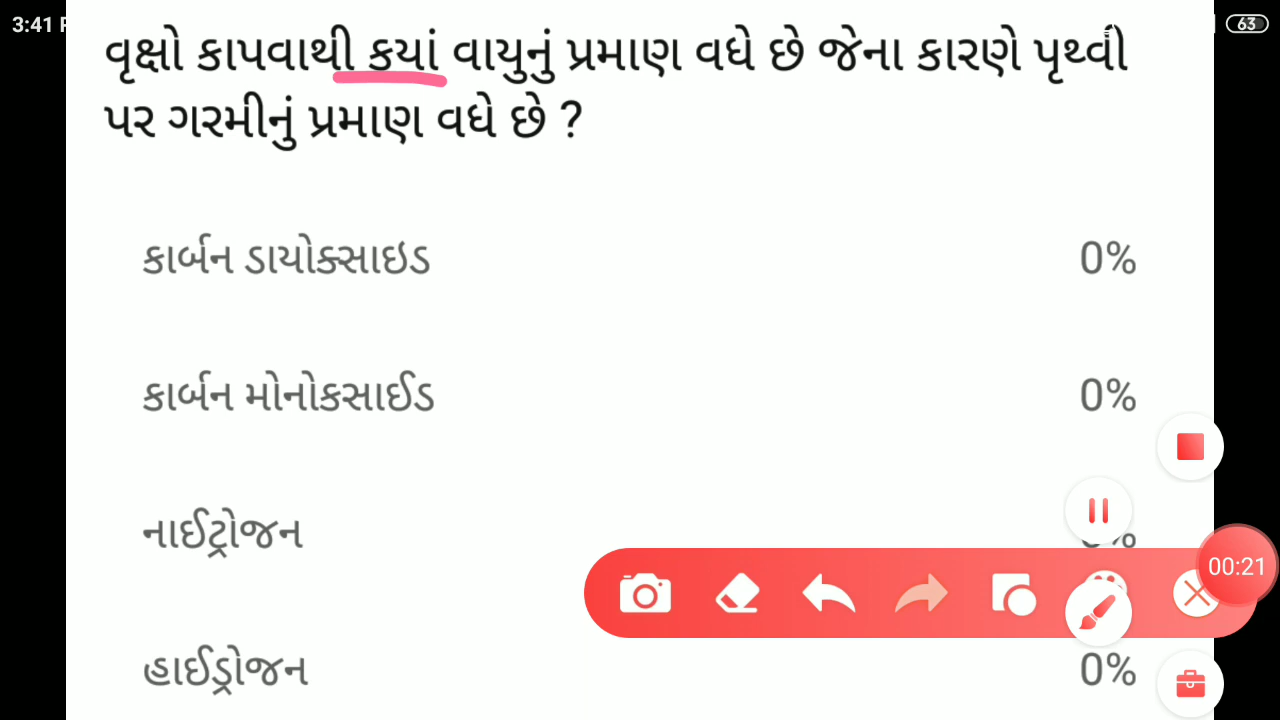 3:41
63
વૃક્ષો કાપવાથી કયાં વાયુનું પ્રમાણ વધે છે જેના કારણે પૃથ્વી
પર ગરમીનું પ્રમાણ વધે છે ?
કાર્બન ડાયોક્સાઇડ 0%
કાર્બન મોનોકસાઈડ 0%
નાઈટ્રોજન
00:21
હાઈડ્રોજન 0%